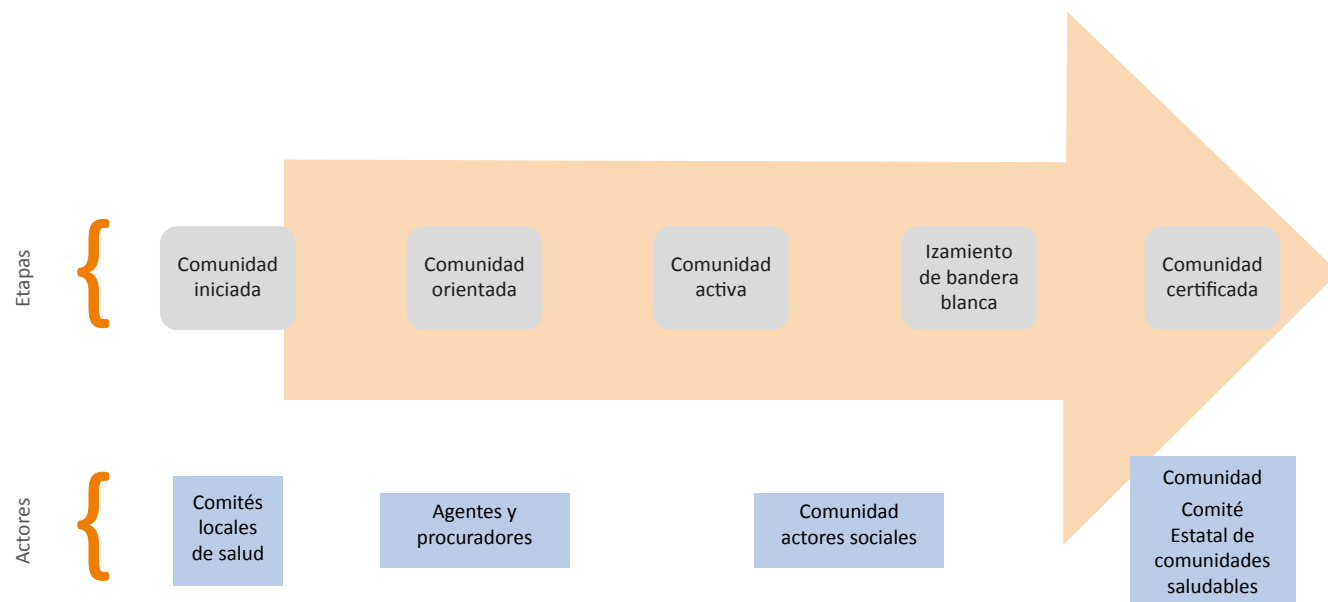 Etapas
Comunidad
iniciada
Comunidad
orientada
Comunidad
activa
Izamiento
de bandera
blanca
Comunidad
certificada
Actores
Comités
locales
de salud
Agentes y
procuradores
Comunidad
actores sociales
Comunidad
Comité
Estatal de
comunidades
saludables